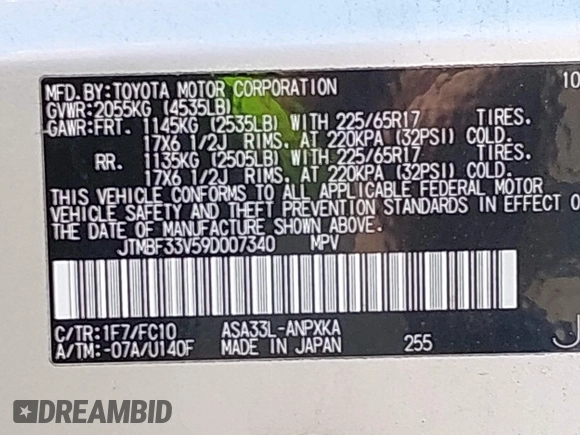 MFD. BY: TOYOTA MOTOR CORPORATION 10
GVWR: 2055KG (4535LB)
GAWR: FRT. 1145KG (2535LB) WITH 225/65R17 TIRES.
17X6 1/2J RIMS. AT 220KPA (32PSI) COLD.
RR. 1135KG (2505LB) WITH 225/65R17 TIRES.
17X6 1/2J RIMS. AT 220KPA (32PSI) COLD.
THIS VEHICLE CONFORMS TO ALL APPLICABLE FEDERAL MOTOR
VEHICLE SAFETY AND THEFT PREVENTION STANDARDS IN EFFECT O
THE DATE OF MANUFACTURE SHOWN ABOVE.
JTMBF33V59D007340 MPV
C/TR: 1F7/FC10 ASA33L-ANPXKA
A/TM: -07A/U140F MADE IN JAPAN 255
DREAMBID